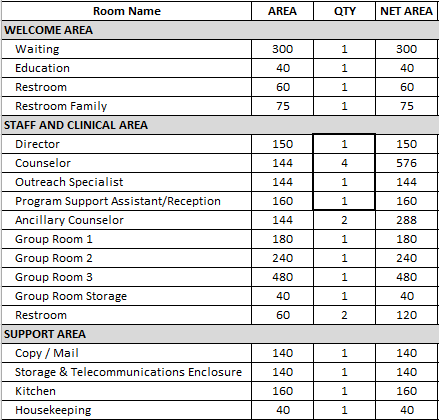 Room Name AREA QTY NET AREA
WELCOME AREA
Waiting 300 1 300
Education 40 1 40
Restroom 60 1 60
Restroom Family 75 1 75
STAFF AND CLINICAL AREA
Director 150 1 150
Counselor 144 4 576
Outreach Specialist 144 1 144
Program Support Assistant/Reception 160 1 160
Ancillary Counselor 144 2 288
Group Room 1 180 1 180
Group Room 2 240 1 240
Group Room 3 480 1 480
Group Room Storage 40 1 40
Restroom 60 2 120
SUPPORT AREA
Copy / Mail 140 1 140
Storage & Telecommunications Enclosure 140 1 140
Kitchen 160 1 160
Housekeeping 40 1 40